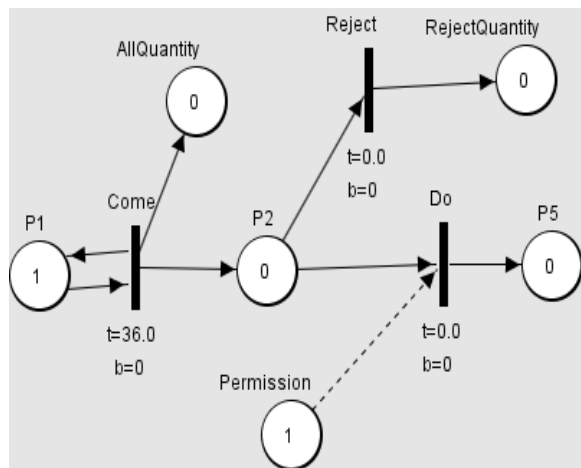 Reject
RejectQuantity
AllQuantity
0
0
0
t=0.0
b=0
Come
P1
P2
Do
P5
1
0
0
t=36.0
b=0
t=0.0
b=0
Permission
1